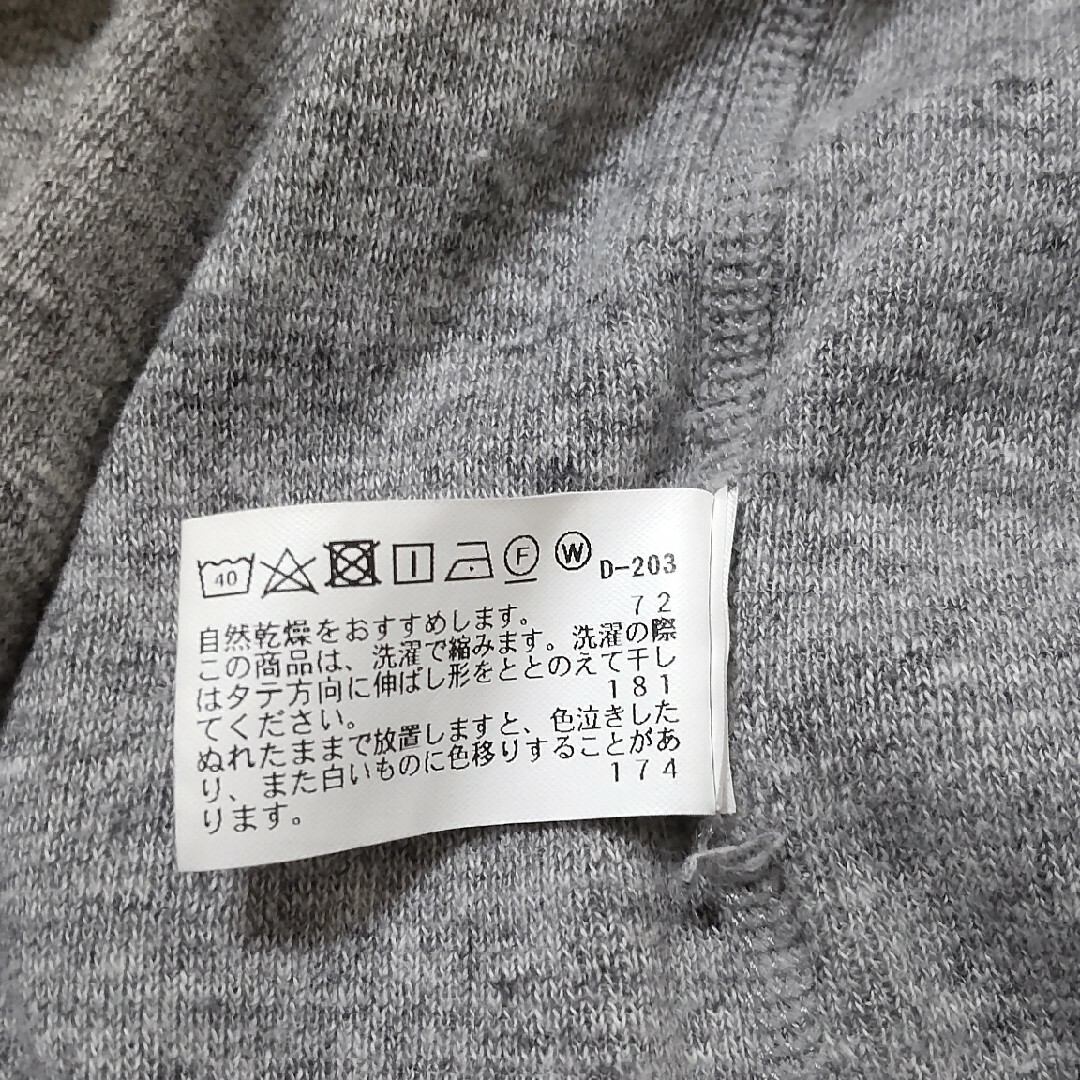 40 F W D-203
72
自然乾燥をおすすめします。
この商品は、洗濯で縮みます。洗濯の際
はタテ方向に伸ばし形をととのえて干し
てください。
181
ぬれたままで放置しますと、色泣きした
り、また白いものに色移りすることがあ
ります。
174